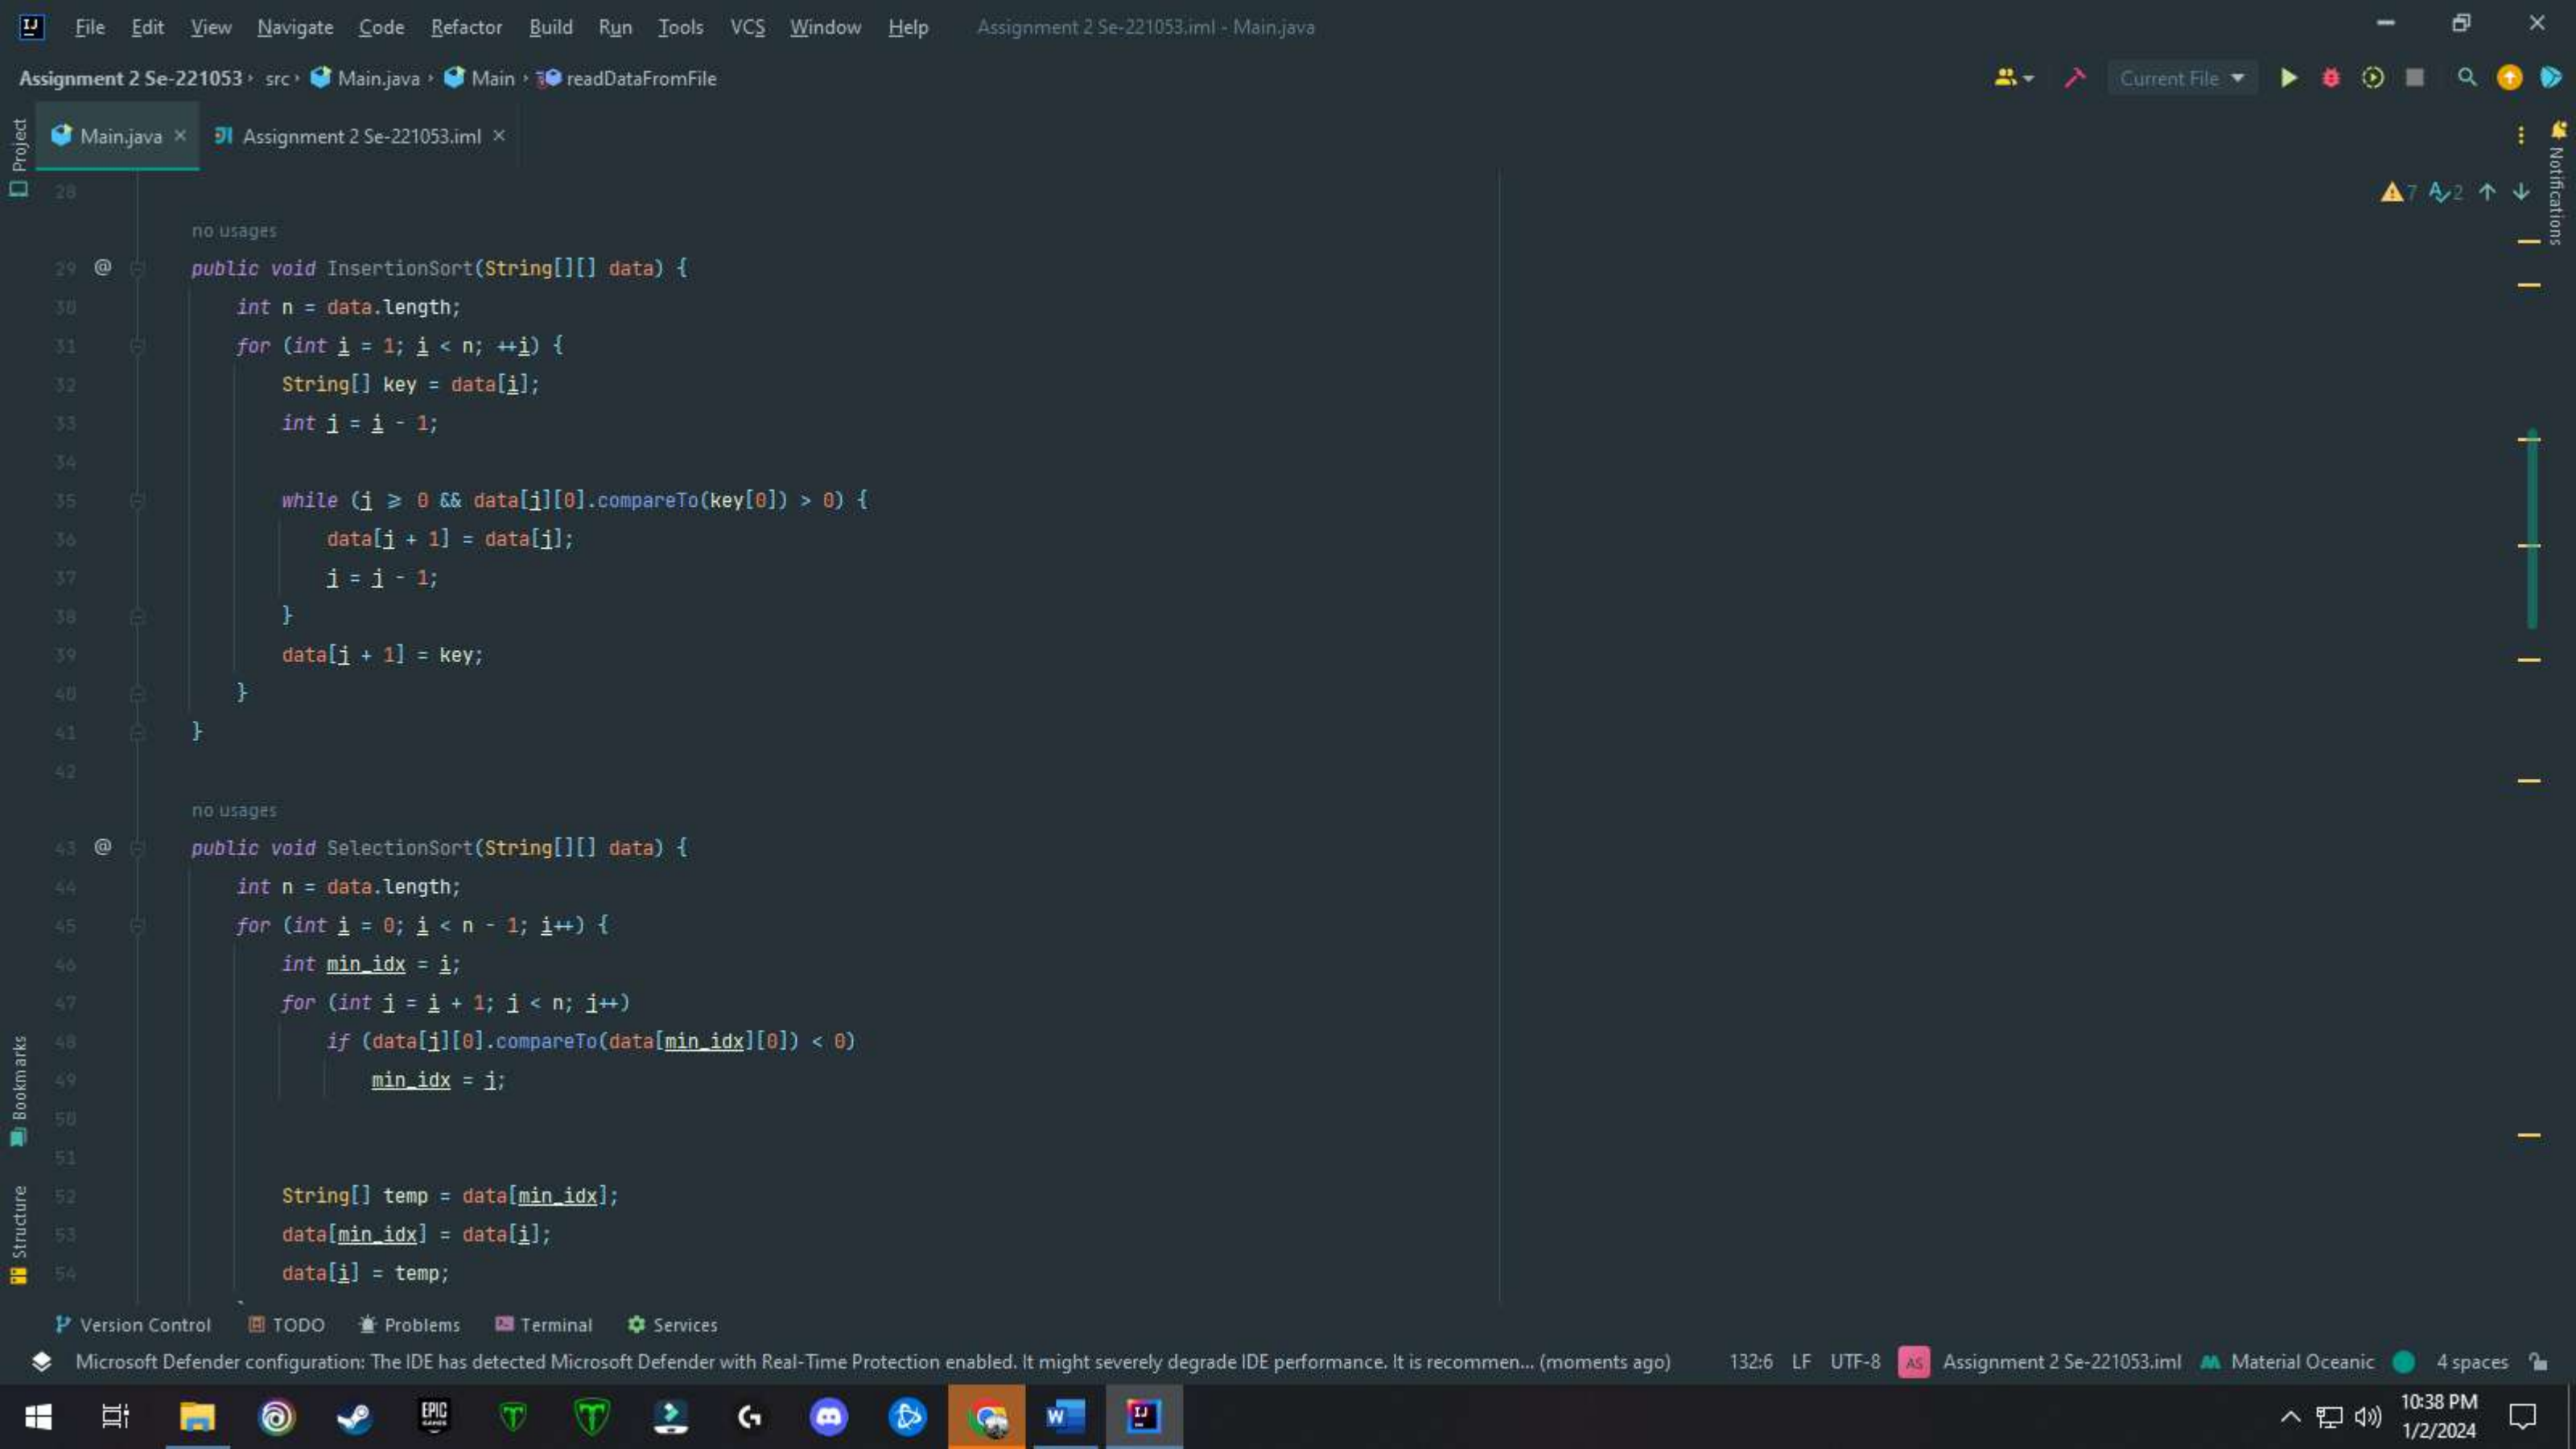 File Edit View Navigate Code Refactor Build Run Tools VCS Window Help Assignment 2 Se-221053.iml - Main.java
Assignment 2 Se-221053 › src › Main.java › Main › readDataFromFile Current File
Main.java × Assignment 2 Se-221053.iml ×
Project
Notifications
7 2
28
no usages
29 @ public void InsertionSort(String[][] data) {
30 int n = data.length;
31 for (int i = 1; i < n; ++i) {
32 String[] key = data[i];
33 int j = i - 1;
34
35 while (j >= 0 && data[j][0].compareTo(key[0]) > 0) {
36 data[j + 1] = data[j];
37 j = j - 1;
38 }
39 data[j + 1] = key;
40 }
41 }
42
no usages
43 @ public void SelectionSort(String[][] data) {
44 int n = data.length;
45 for (int i = 0; i < n - 1; i++) {
46 int min_idx = i;
47 for (int j = i + 1; j < n; j++)
48 if (data[j][0].compareTo(data[min_idx][0]) < 0)
49 min_idx = j;
50
51
52 String[] temp = data[min_idx];
53 data[min_idx] = data[i];
54 data[i] = temp;
Bookmarks
Structure
Version Control TODO Problems Terminal Services
Microsoft Defender configuration: The IDE has detected Microsoft Defender with Real-Time Protection enabled. It might severely degrade IDE performance. It is recommen... (moments ago) 132:6 LF UTF-8 AS Assignment 2 Se-221053.iml Material Oceanic 4 spaces
EPIC GAMES
10:38 PM
1/2/2024